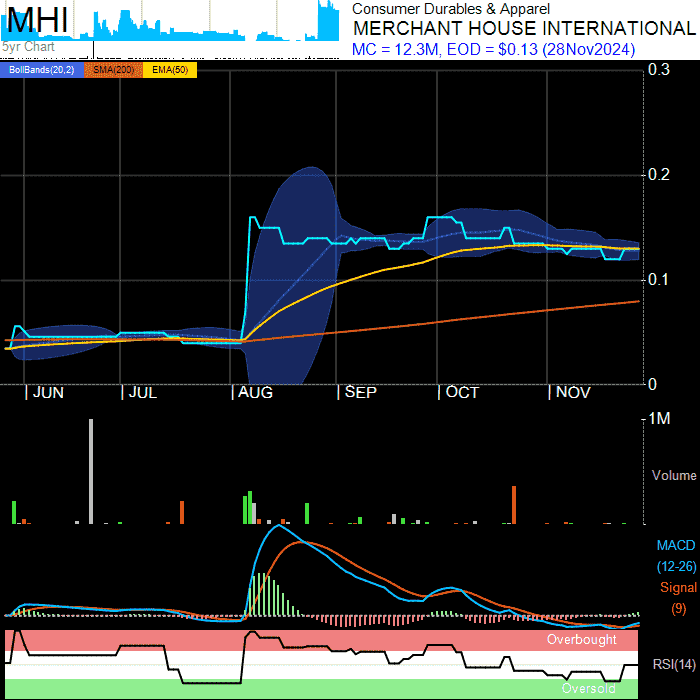 MHI
5yr Chart
Consumer Durables & Apparel
MERCHANT HOUSE INTERNATIONAL
MC = 12.3M, EOD = $0.13 (28Nov2024)
BollBands(20,2) SMA(200) EMA(50)
0.3
0.2
0.1
0
JUN JUL AUG SEP OCT NOV
1M
Volume
MACD
(12-26)
Signal
(9)
Overbought
RSI(14)
Oversold